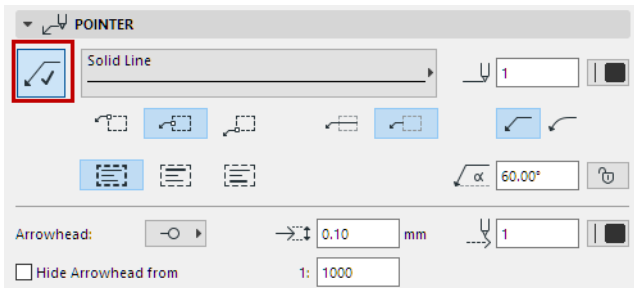 POINTER
Solid Line
1
α 60.00°
Arrowhead: 0.10 mm 1
Hide Arrowhead from 1: 1000